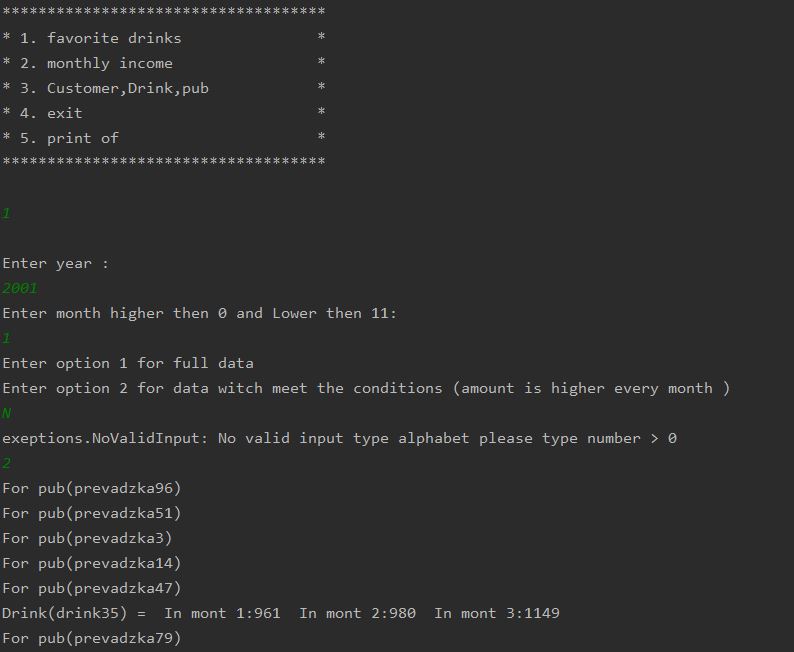 ************************************
* 1. favorite drinks               *
* 2. monthly income                *
* 3. Customer,Drink,pub            *
* 4. exit                          *
* 5. print of                      *
************************************
1
Enter year :
2001
Enter month higher then 0 and Lower then 11:
1
Enter option 1 for full data
Enter option 2 for data witch meet the conditions (amount is higher every month )
N
exeptions.NoValidInput: No valid input type alphabet please type number > 0
2
For pub(prevadzka96)
For pub(prevadzka51)
For pub(prevadzka3)
For pub(prevadzka14)
For pub(prevadzka47)
Drink(drink35) =  In mont 1:961  In mont 2:980  In mont 3:1149
For pub(prevadzka79)